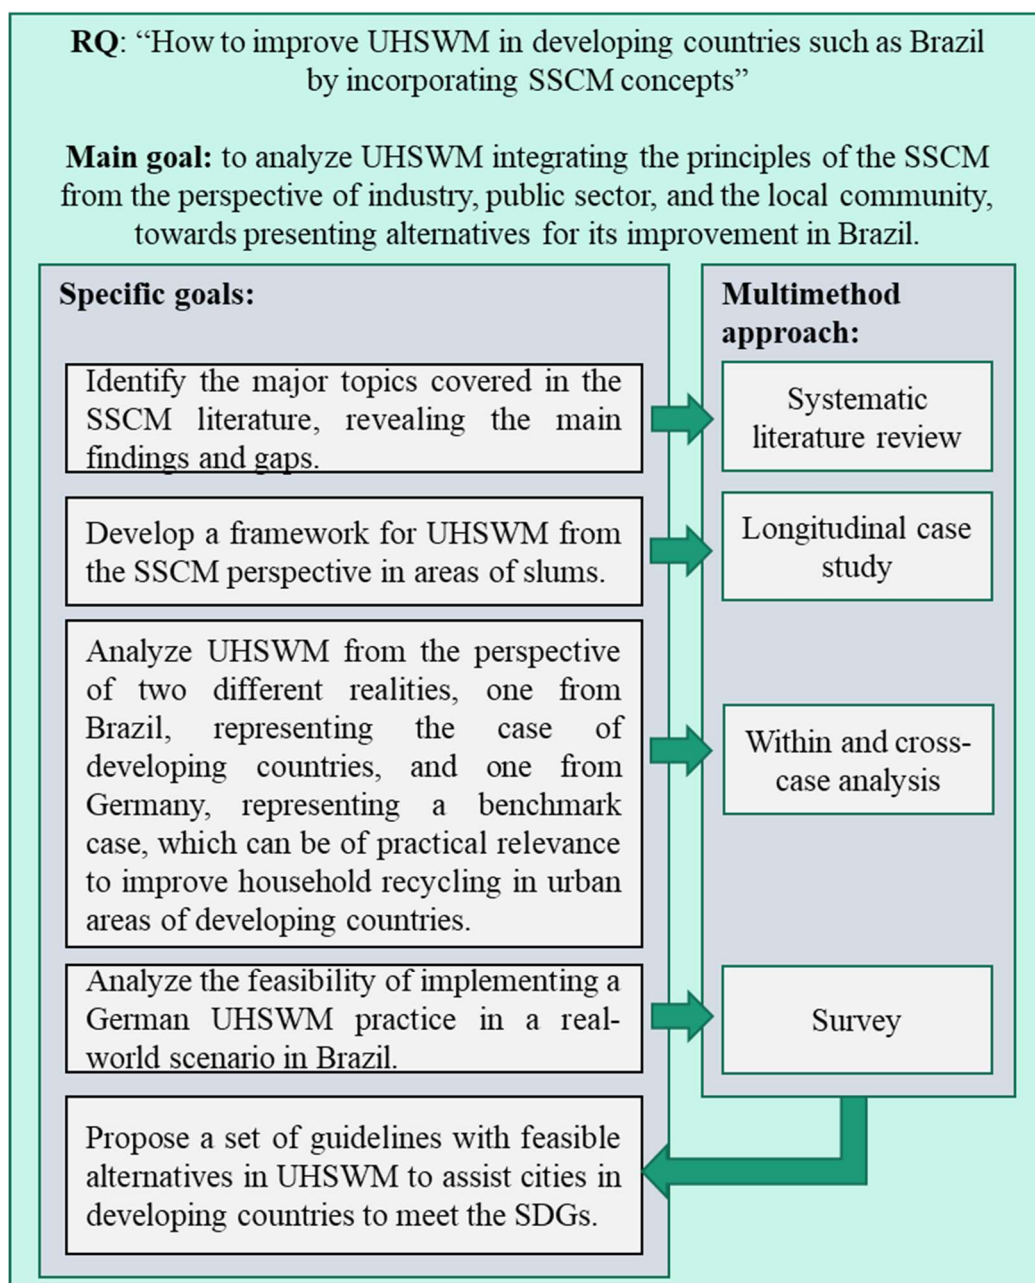 RQ: “How to improve UHSWM in developing countries such as Brazil
by incorporating SSCM concepts”
Main goal: to analyze UHSWM integrating the principles of the SSCM
from the perspective of industry, public sector, and the local community,
towards presenting alternatives for its improvement in Brazil.
Specific goals:
Identify the major topics covered in the
SSCM literature, revealing the main
findings and gaps.
Develop a framework for UHSWM from
the SSCM perspective in areas of slums.
Analyze UHSWM from the perspective
of two different realities, one from
Brazil, representing the case of
developing countries, and one from
Germany, representing a benchmark
case, which can be of practical relevance
to improve household recycling in urban
areas of developing countries.
Analyze the feasibility of implementing a
German UHSWM practice in a real-
world scenario in Brazil.
Propose a set of guidelines with feasible
alternatives in UHSWM to assist cities in
developing countries to meet the SDGs.
Multimethod
approach:
Systematic
literature review
Longitudinal case
study
Within and cross-
case analysis
Survey